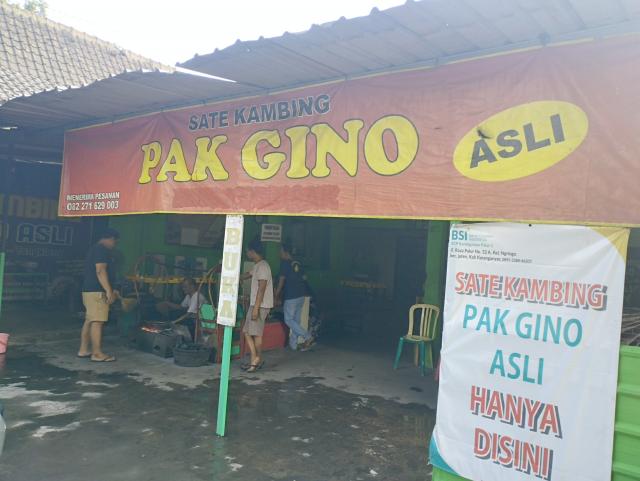 SATE KAMBING
PAK GINO
ASLI
MENERIMA PESANAN
082 271 629 003
BUKA
BSI
SATE KAMBING
PAK GINO
ASLI
HANYA
DISINI